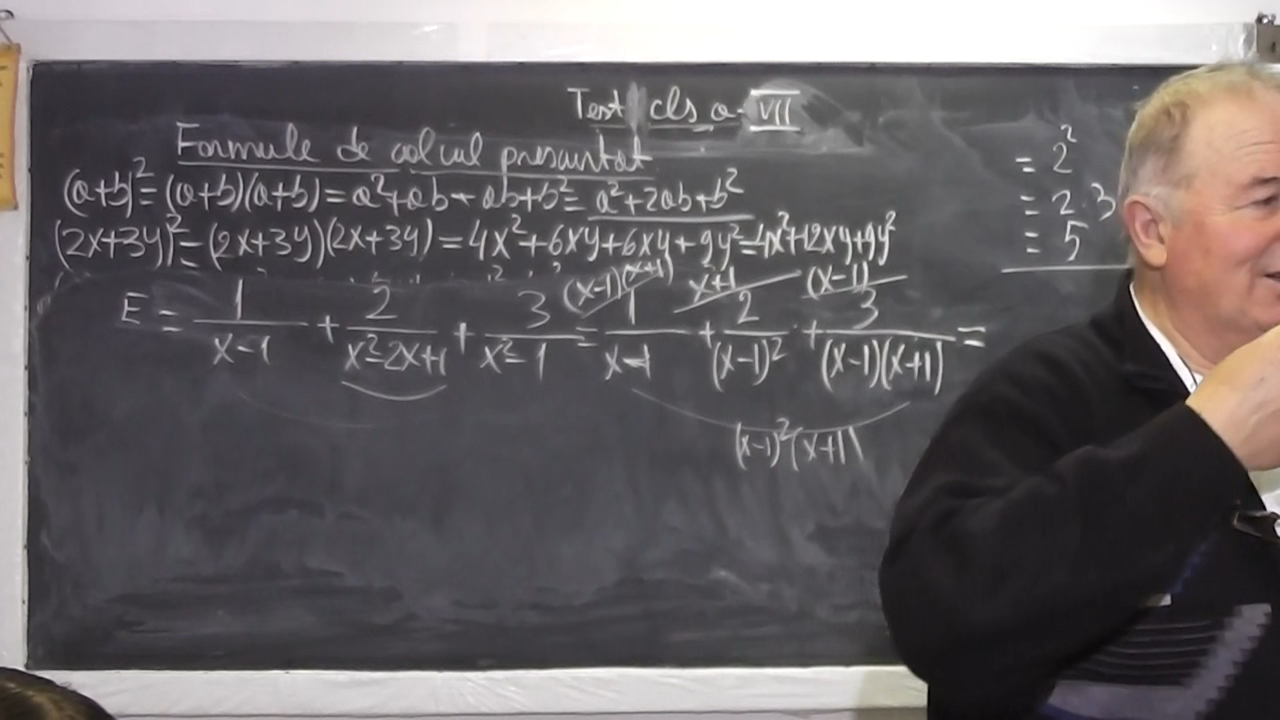 Test cls a-VII
Formule de calcul prescurtat
(a+b)²=(a+b)(a+b)=a²+ab+ab+b²=a²+2ab+b²
(2x+3y)²=(2x+3y)(2x+3y)=4x²+6xy+6xy+9y²=4x²+12xy+9y²
(x-1)(x+1) x+1 (x-1)
E = 1/(x-1) + 2/(x²-2x+1) + 3/(x²-1) = 1/(x-1) + 2/(x-1)² + 3/((x-1)(x+1)) =
(x-1)²(x+1)
= 2²
= 2·3
= 5